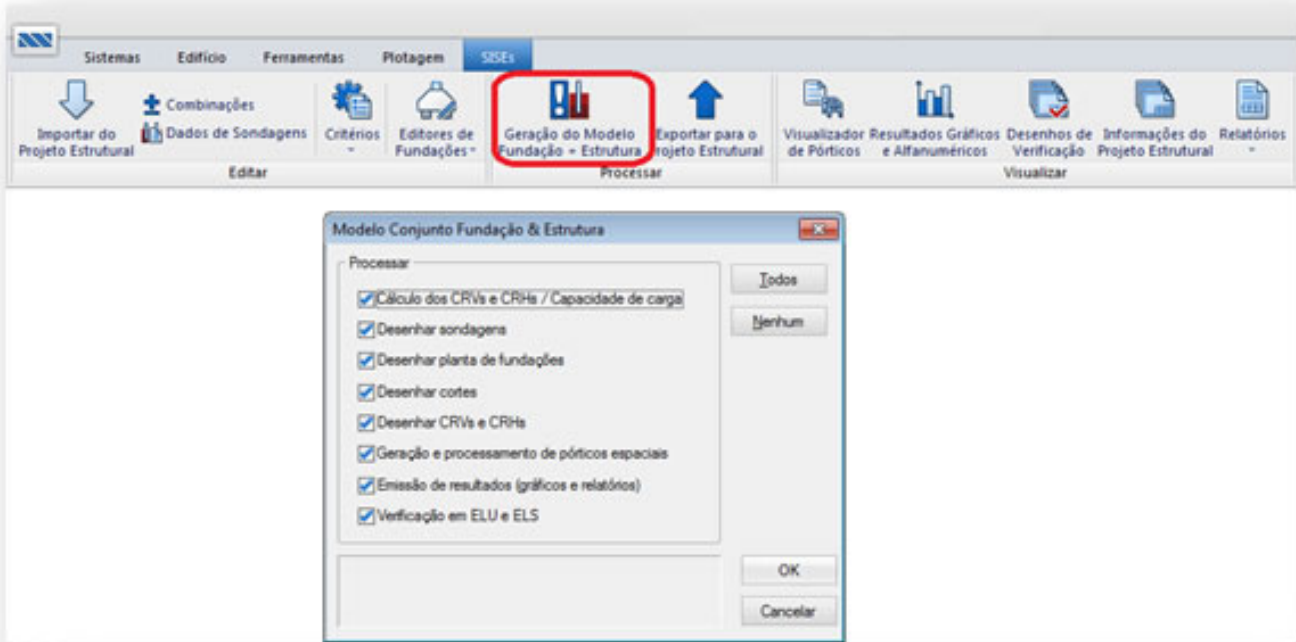 Sistemas Edifício Ferramentas Plotagem SISEs
Importar do
Projeto Estrutural
Combinações
Dados de Sondagens
Critérios
Editores de
Fundações
Editar
Geração do Modelo
Fundação + Estrutura
Exportar para o
Projeto Estrutural
Processar
Visualizador
de Pórticos
Resultados Gráficos
e Alfanuméricos
Desenhos de
Verificação
Informações do
Projeto Estrutural
Relatórios
Visualizar
Modelo Conjunto Fundação & Estrutura
Processar
Cálculo dos CRVs e CRHs / Capacidade de carga
Desenhar sondagens
Desenhar planta de fundações
Desenhar cortes
Desenhar CRVs e CRHs
Geração e processamento de pórticos espaciais
Emissão de resultados (gráficos e relatórios)
Verificação em ELU e ELS
Todos
Nenhum
OK
Cancelar